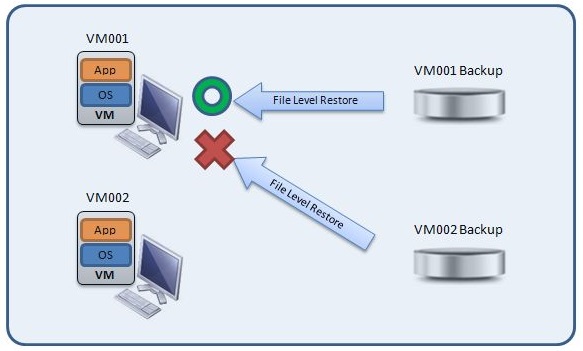 VM001
App
OS
VM
File Level Restore
VM001 Backup
File Level Restore
VM002
App
OS
VM
VM002 Backup